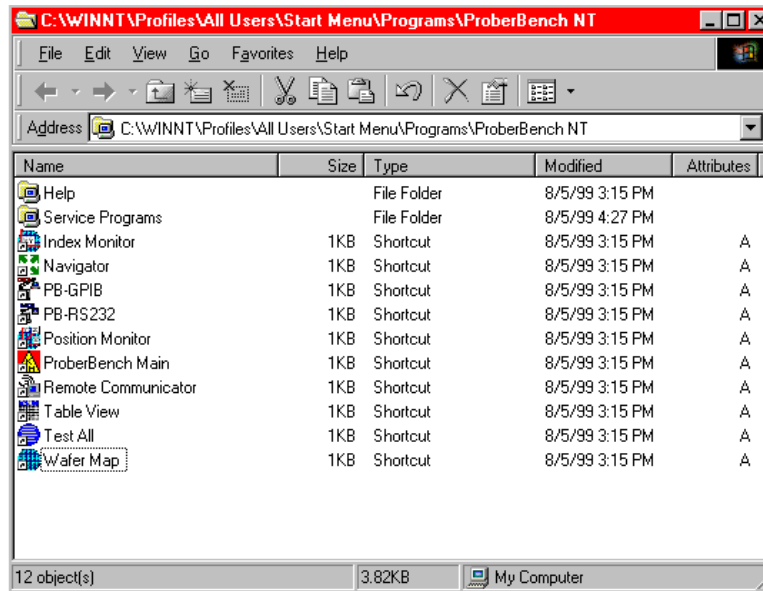 C:\WINNT\Profiles\All Users\Start Menu\Programs\ProberBench NT
File Edit View Go Favorites Help
Address C:\WINNT\Profiles\All Users\Start Menu\Programs\ProberBench NT
Name Size Type Modified Attributes
Help File Folder 8/5/99 3:15 PM
Service Programs File Folder 8/5/99 4:27 PM
Index Monitor 1KB Shortcut 8/5/99 3:15 PM A
Navigator 1KB Shortcut 8/5/99 3:15 PM A
PB-GPIB 1KB Shortcut 8/5/99 3:15 PM A
PB-RS232 1KB Shortcut 8/5/99 3:15 PM A
Position Monitor 1KB Shortcut 8/5/99 3:15 PM A
ProberBench Main 1KB Shortcut 8/5/99 3:15 PM A
Remote Communicator 1KB Shortcut 8/5/99 3:15 PM A
Table View 1KB Shortcut 8/5/99 3:15 PM A
Test All 1KB Shortcut 8/5/99 3:15 PM A
Wafer Map 1KB Shortcut 8/5/99 3:15 PM A
12 object(s) 3.82KB My Computer